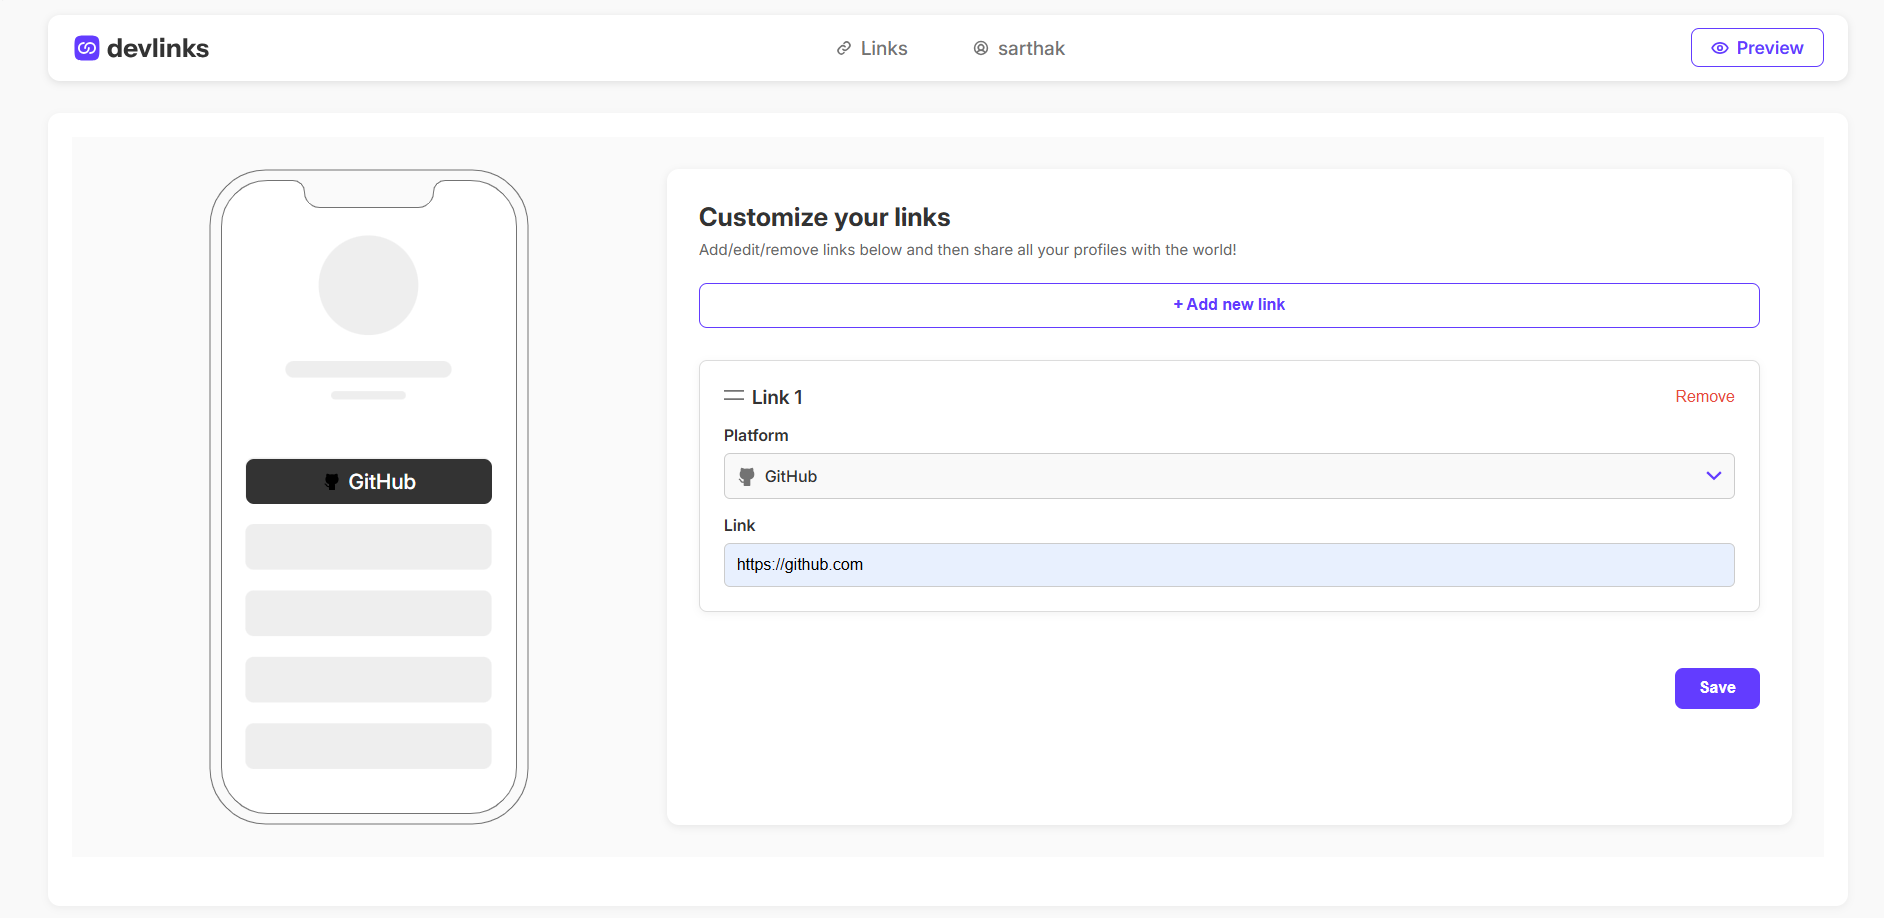 devlinks
Links
sarthak
Preview
GitHub
Customize your links
Add/edit/remove links below and then share all your profiles with the world!
+ Add new link
Link 1
Remove
Platform
GitHub
Link
https://github.com
Save